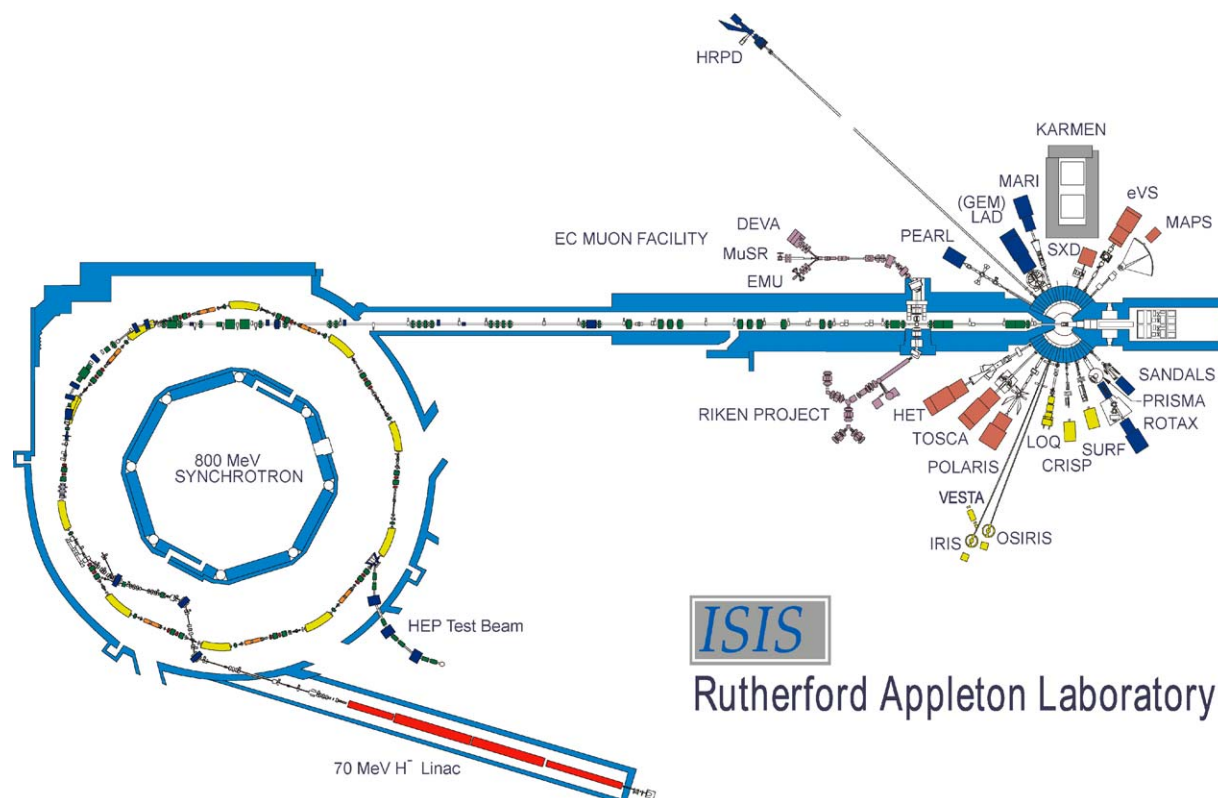 HRPD
KARMEN
MARI
eVS
(GEM)
LAD
MAPS
DEVA
SXD
EC MUON FACILITY
PEARL
MuSR
EMU
SANDALS
PRISMA
RIKEN PROJECT
HET
ROTAX
TOSCA
LOQ
SURF
800 MeV
SYNCHROTRON
POLARIS
CRISP
VESTA
IRIS
OSIRIS
HEP Test Beam
ISIS
Rutherford Appleton Laboratory
70 MeV H⁻ Linac